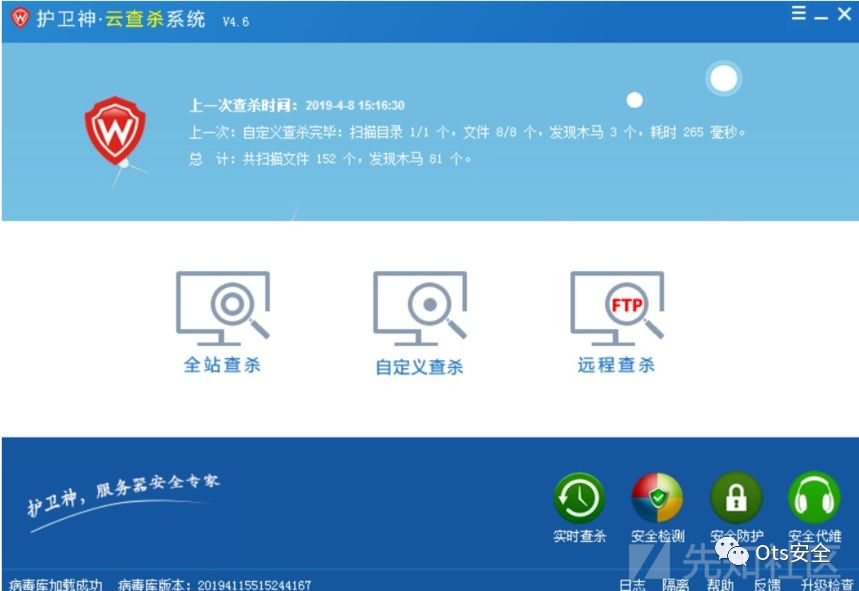 护卫神·云查杀系统 V4.6
上一次查杀时间：2019-4-8 15:16:30
上一次：自定义查杀完毕：扫描目录 1/1 个，文件 8/8 个，发现木马 3 个，耗时 265 毫秒。
总 计：共扫描文件 152 个，发现木马 81 个。
W
FTP
全站查杀 自定义查杀 远程查杀
护卫神，服务器安全专家
实时查杀 安全检测 安全防护 安全代维
先知社区
Ots安全
病毒库加载成功 病毒库版本：20194115515244167 日志 隔离 帮助 反馈 升级检查